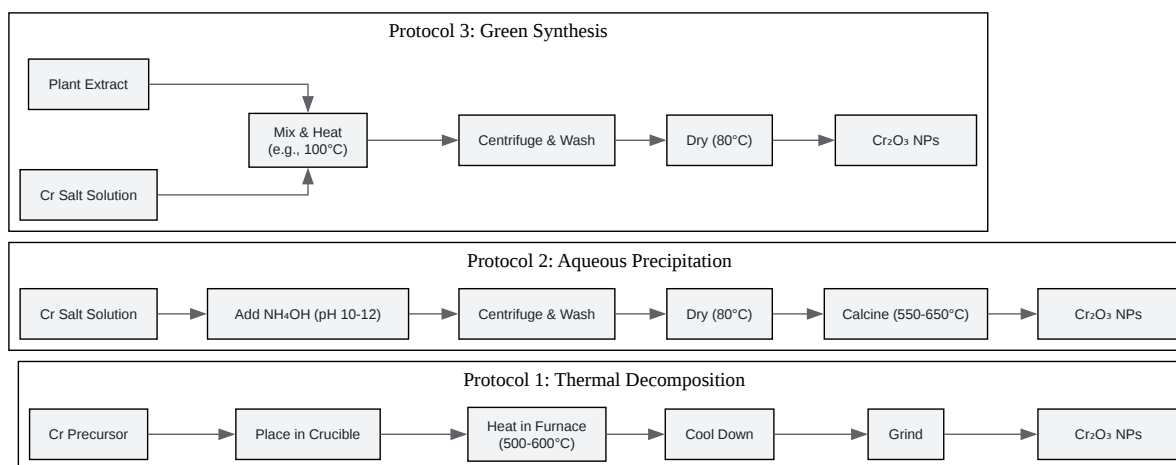 Protocol 3: Green Synthesis
Plant Extract
Mix & Heat
(e.g., 100°C)
Centrifuge & Wash
Dry (80°C)
Cr₂O₃ NPs
Cr Salt Solution
Protocol 2: Aqueous Precipitation
Cr Salt Solution
Add NH₄OH (pH 10-12)
Centrifuge & Wash
Dry (80°C)
Calcine (550-650°C)
Cr₂O₃ NPs
Protocol 1: Thermal Decomposition
Cr Precursor
Place in Crucible
Heat in Furnace
(500-600°C)
Cool Down
Grind
Cr₂O₃ NPs